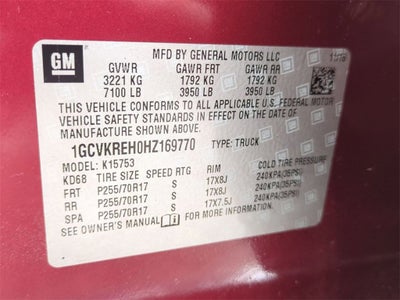 GM
MFD BY GENERAL MOTORS LLC
11/16
GVWR GAWR FRT GAWR RR
3221 KG 1792 KG 1792 KG
7100 LB 3950 LB 3950 LB
THIS VEHICLE CONFORMS TO ALL APPLICABLE U.S. FEDERAL MOTOR
VEHICLE SAFETY STANDARDS IN EFFECT ON THE DATE OF
MANUFACTURE SHOWN ABOVE.
1GCVKREH0HZ169770 TYPE: TRUCK
MODEL: K15753
KD68 TIRE SIZE SPEED RTG RIM COLD TIRE PRESSURE
FRT P255/70R17 S 17X8J 240KPA(35PSI)
RR P255/70R17 S 17X8J 240KPA(35PSI)
SPA P255/70R17 S 17X7.5J 240KPA(35PSI)
SEE OWNER'S MANUAL FOR MORE INFORMATION.